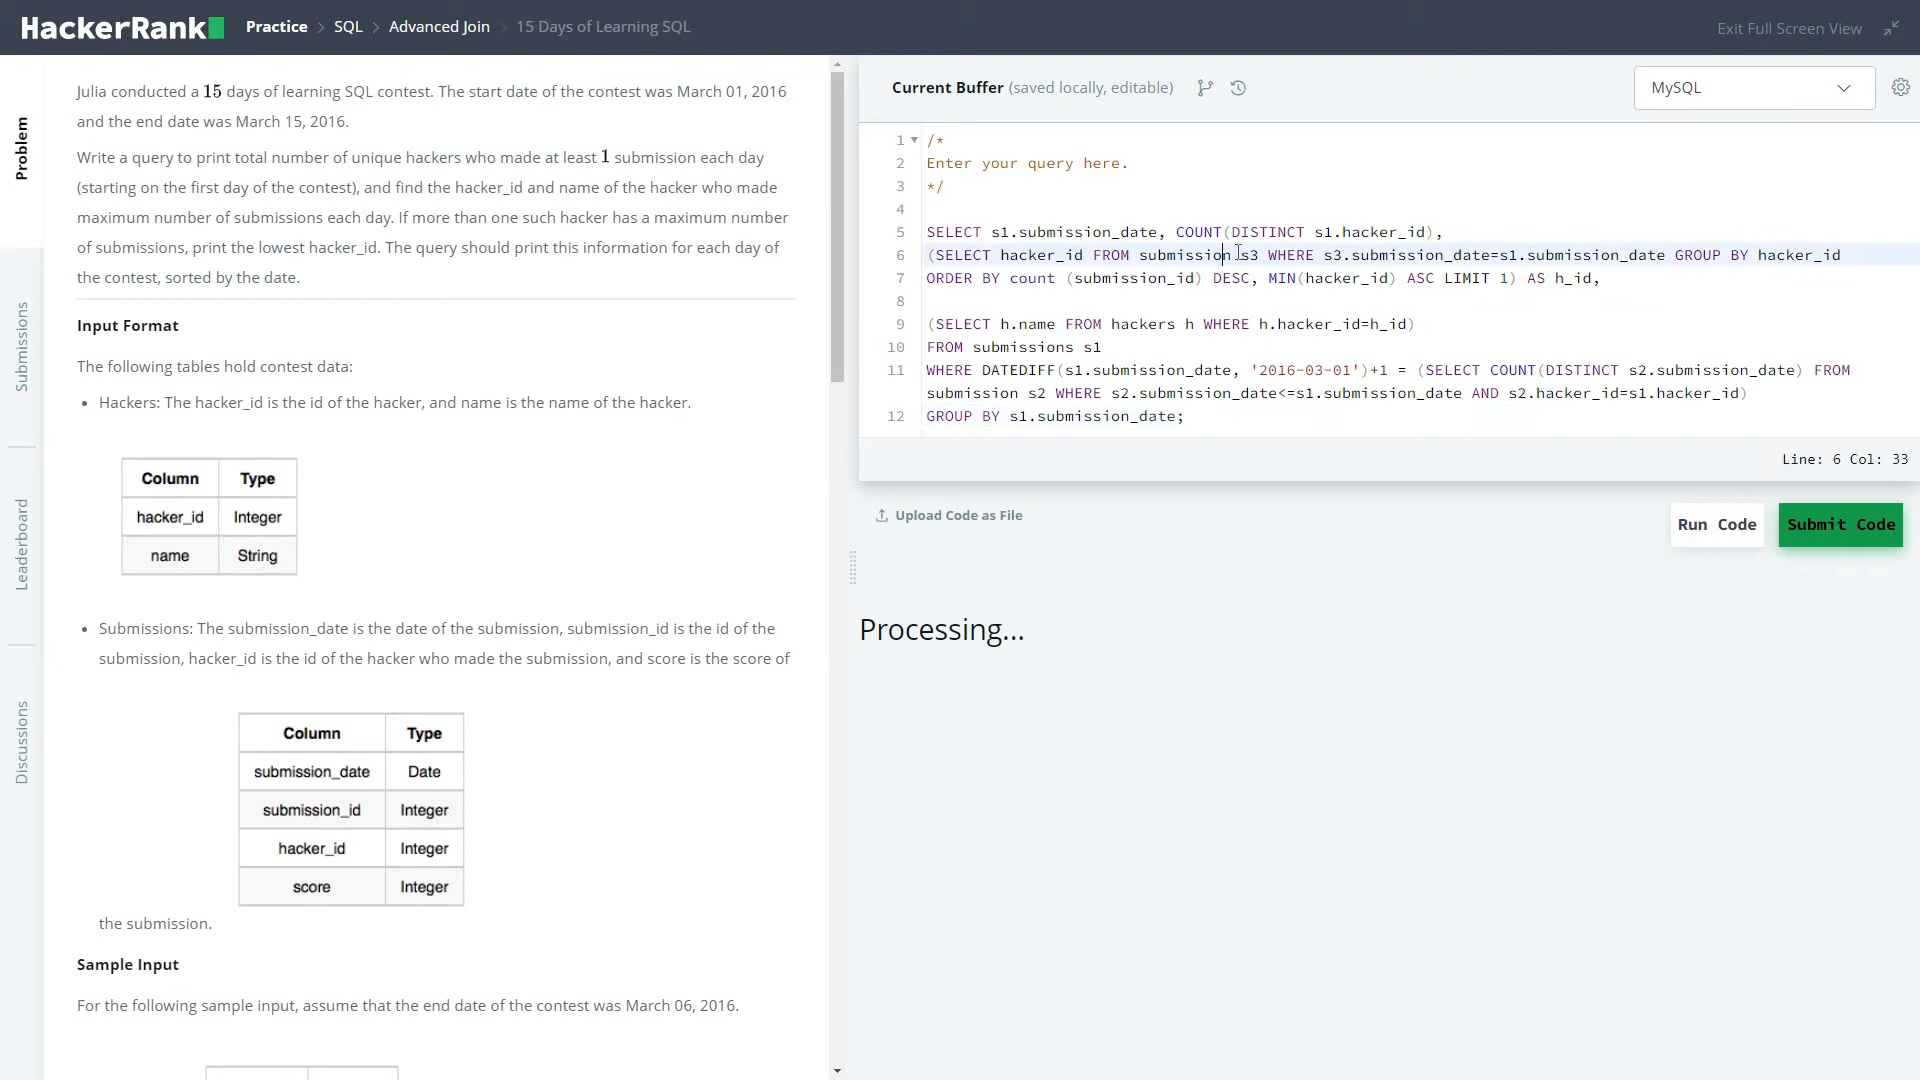 HackerRank Practice > SQL > Advanced Join > 15 Days of Learning SQL
Exit Full Screen View
Problem
Submissions
Leaderboard
Discussions
Julia conducted a 15 days of learning SQL contest. The start date of the contest was March 01, 2016
and the end date was March 15, 2016.
Write a query to print total number of unique hackers who made at least 1 submission each day
(starting on the first day of the contest), and find the hacker_id and name of the hacker who made
maximum number of submissions each day. If more than one such hacker has a maximum number
of submissions, print the lowest hacker_id. The query should print this information for each day of
the contest, sorted by the date.
Input Format
The following tables hold contest data:
• Hackers: The hacker_id is the id of the hacker, and name is the name of the hacker.
Column Type
hacker_id Integer
name String
• Submissions: The submission_date is the date of the submission, submission_id is the id of the
submission, hacker_id is the id of the hacker who made the submission, and score is the score of
Column Type
submission_date Date
submission_id Integer
hacker_id Integer
score Integer
the submission.
Sample Input
For the following sample input, assume that the end date of the contest was March 06, 2016.
Current Buffer (saved locally, editable)
MySQL
1 /*
2 Enter your query here.
3 */
4
5 SELECT s1.submission_date, COUNT(DISTINCT s1.hacker_id),
6 (SELECT hacker_id FROM submission s3 WHERE s3.submission_date=s1.submission_date GROUP BY hacker_id
7 ORDER BY count (submission_id) DESC, MIN(hacker_id) ASC LIMIT 1) AS h_id,
8
9 (SELECT h.name FROM hackers h WHERE h.hacker_id=h_id)
10 FROM submissions s1
11 WHERE DATEDIFF(s1.submission_date, '2016-03-01')+1 = (SELECT COUNT(DISTINCT s2.submission_date) FROM
submission s2 WHERE s2.submission_date<=s1.submission_date AND s2.hacker_id=s1.hacker_id)
12 GROUP BY s1.submission_date;
Line: 6 Col: 33
Upload Code as File
Run Code
Submit Code
Processing...